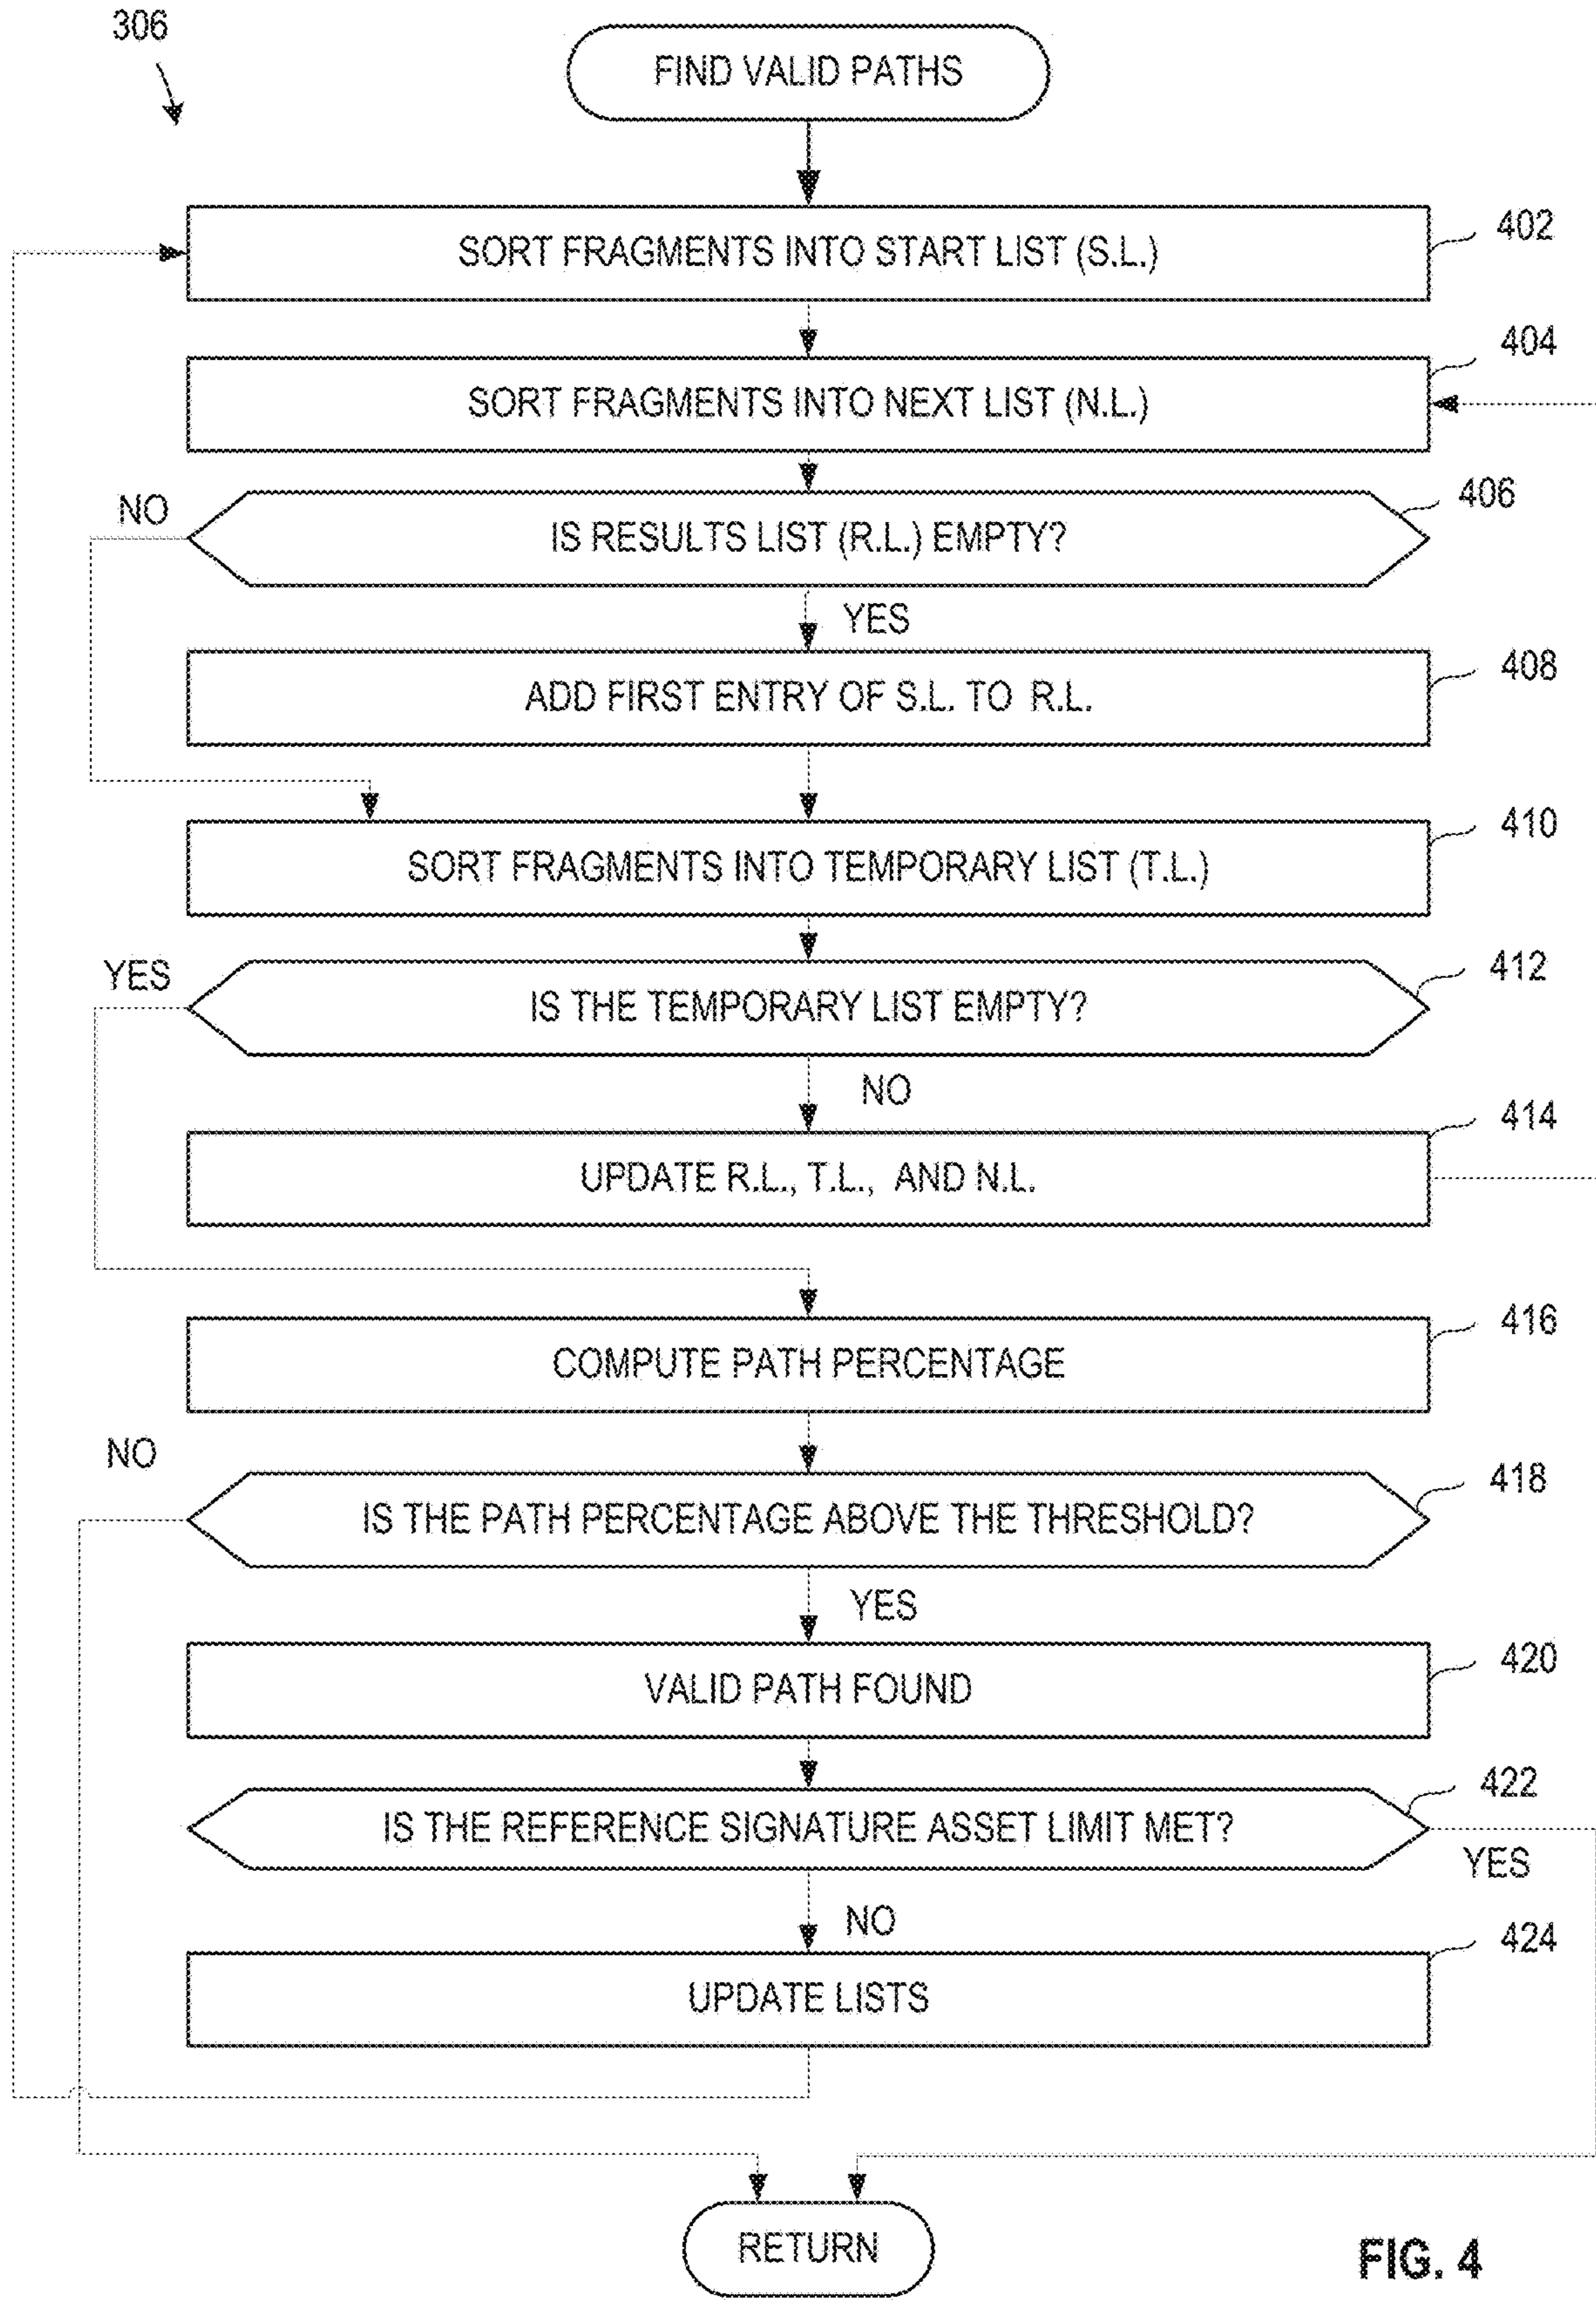 306
FIND VALID PATHS
402
SORT FRAGMENTS INTO START LIST (S.L.)
404
SORT FRAGMENTS INTO NEXT LIST (N.L.)
NO
406
IS RESULTS LIST (R.L.) EMPTY?
YES
408
ADD FIRST ENTRY OF S.L. TO R.L.
410
SORT FRAGMENTS INTO TEMPORARY LIST (T.L.)
YES
412
IS THE TEMPORARY LIST EMPTY?
NO
414
UPDATE R.L., T.L., AND N.L.
416
COMPUTE PATH PERCENTAGE
NO
418
IS THE PATH PERCENTAGE ABOVE THE THRESHOLD?
YES
420
VALID PATH FOUND
422
IS THE REFERENCE SIGNATURE ASSET LIMIT MET?
YES
NO
424
UPDATE LISTS
RETURN
FIG. 4